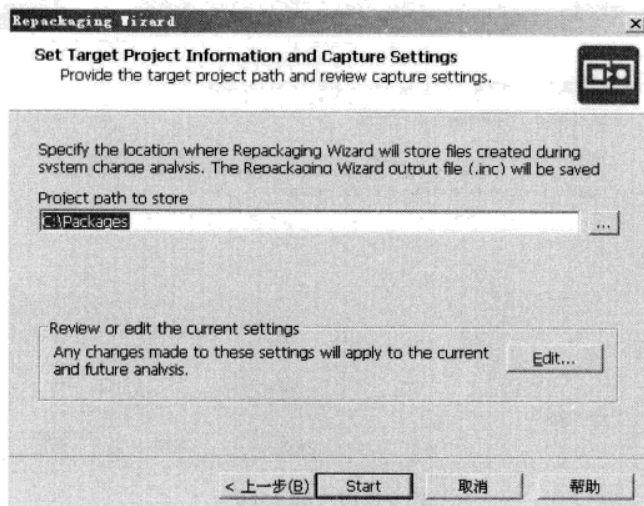 Repackaging Wizard
Set Target Project Information and Capture Settings
Provide the target project path and review capture settings.
Specify the location where Repackaging Wizard will store files created during
system change analysis. The Repackaging Wizard output file (.inc) will be saved
Project path to store
C:\Packages
...
Review or edit the current settings
Any changes made to these settings will apply to the current
and future analysis.
Edit...
< 上一步(B) Start 取消 帮助